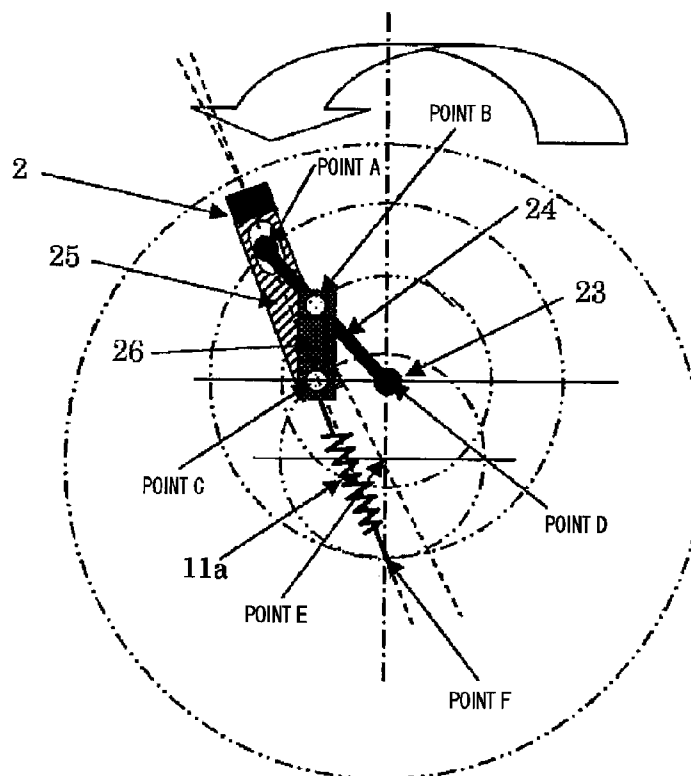 POINT B
POINT A
2
24
25
23
26
POINT C
POINT D
11a
POINT E
POINT F